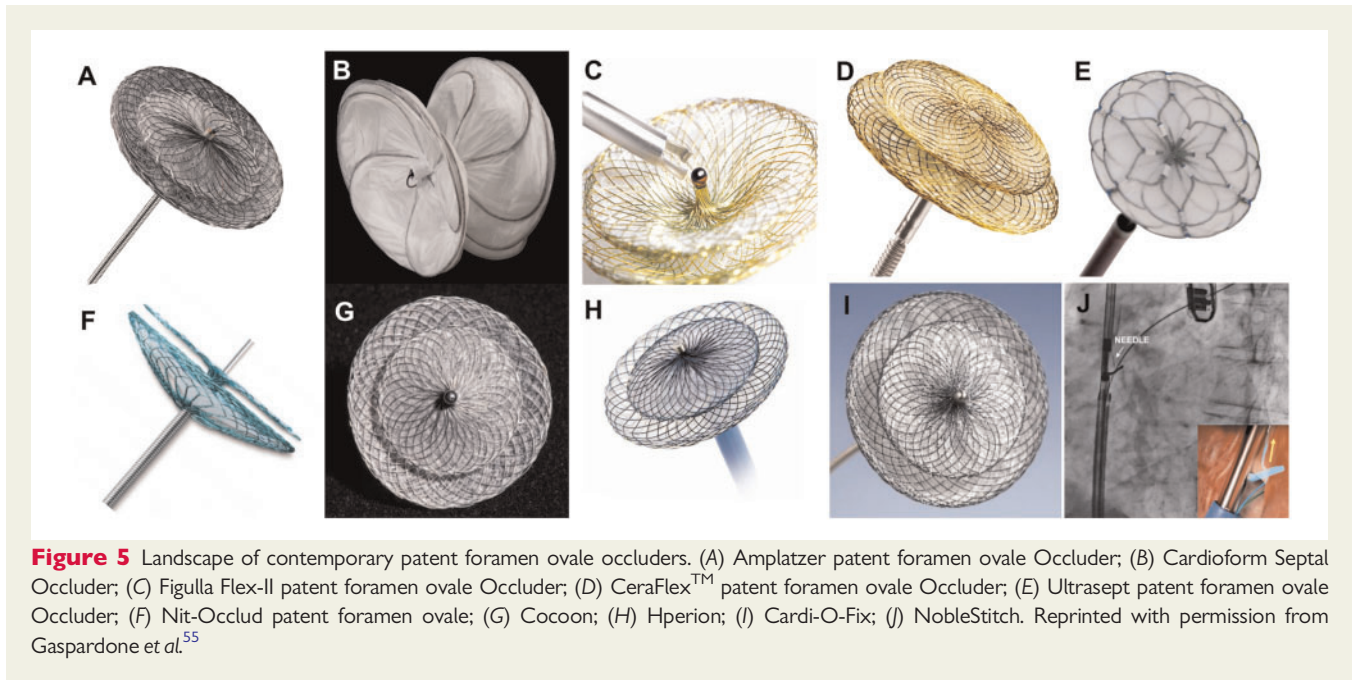 A
B
C
D
E
F
G
H
I
J
NEEDLE
Figure 5 Landscape of contemporary patent foramen ovale occluders. (A) Amplatzer patent foramen ovale Occluder; (B) Cardioform Septal
Occluder; (C) Figulla Flex-II patent foramen ovale Occluder; (D) CeraFlex™ patent foramen ovale Occluder; (E) Ultrasept patent foramen ovale
Occluder; (F) Nit-Occlud patent foramen ovale; (G) Cocoon; (H) Hperion; (I) Cardi-O-Fix; (J) NobleStitch. Reprinted with permission from
Gaspardone et al.55